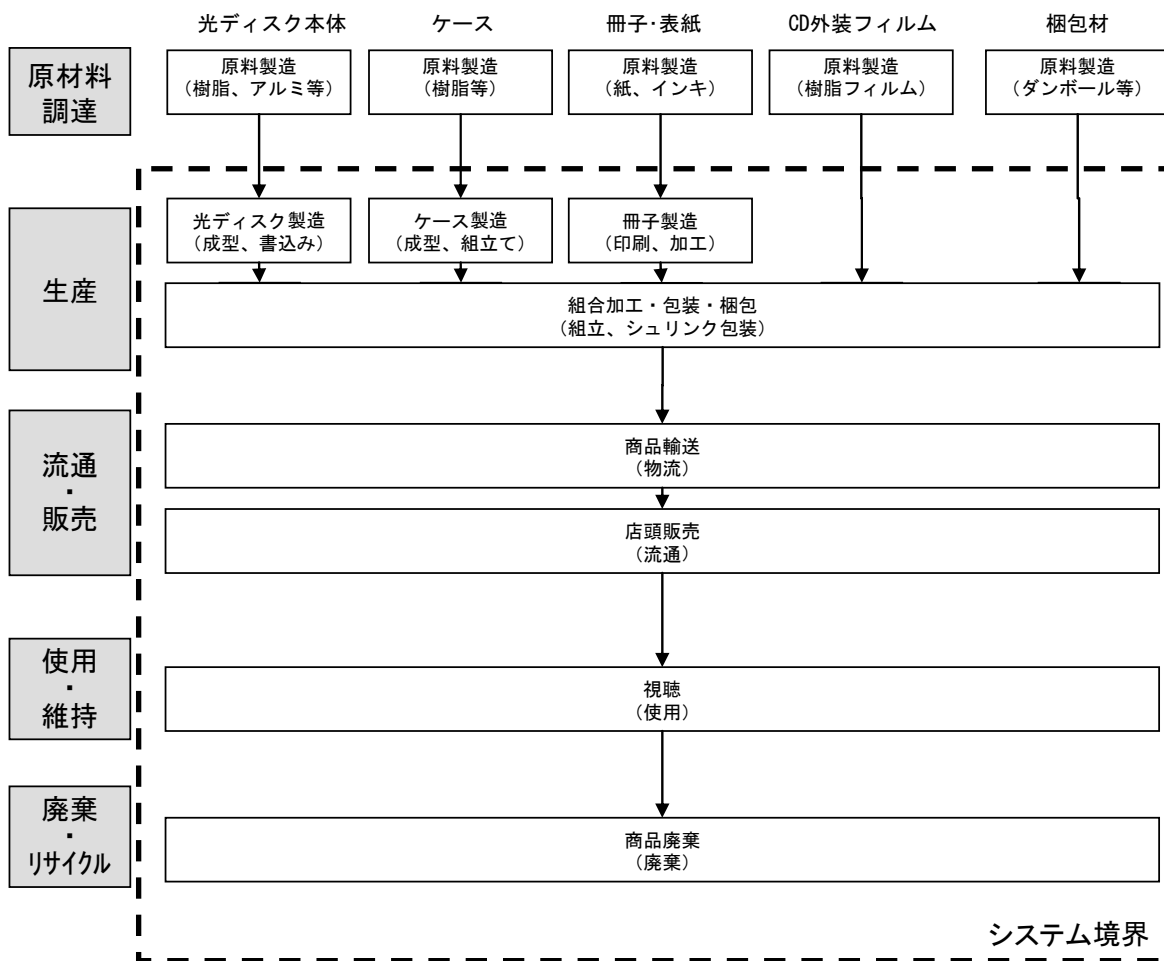 光ディスク本体
ケース
冊子・表紙
CD外装フィルム
梱包材
原材料
調達
原料製造
(樹脂、アルミ等)
原料製造
(樹脂等)
原料製造
(紙、インキ)
原料製造
(樹脂フィルム)
原料製造
(ダンボール等)
生産
光ディスク製造
(成型、書込み)
ケース製造
(成型、組立て)
冊子製造
(印刷、加工)
組合加工・包装・梱包
(組立、シュリンク包装)
流通
・
販売
商品輸送
(物流)
店頭販売
(流通)
使用
・
維持
視聴
(使用)
廃棄
・
リサイクル
商品廃棄
(廃棄)
システム境界